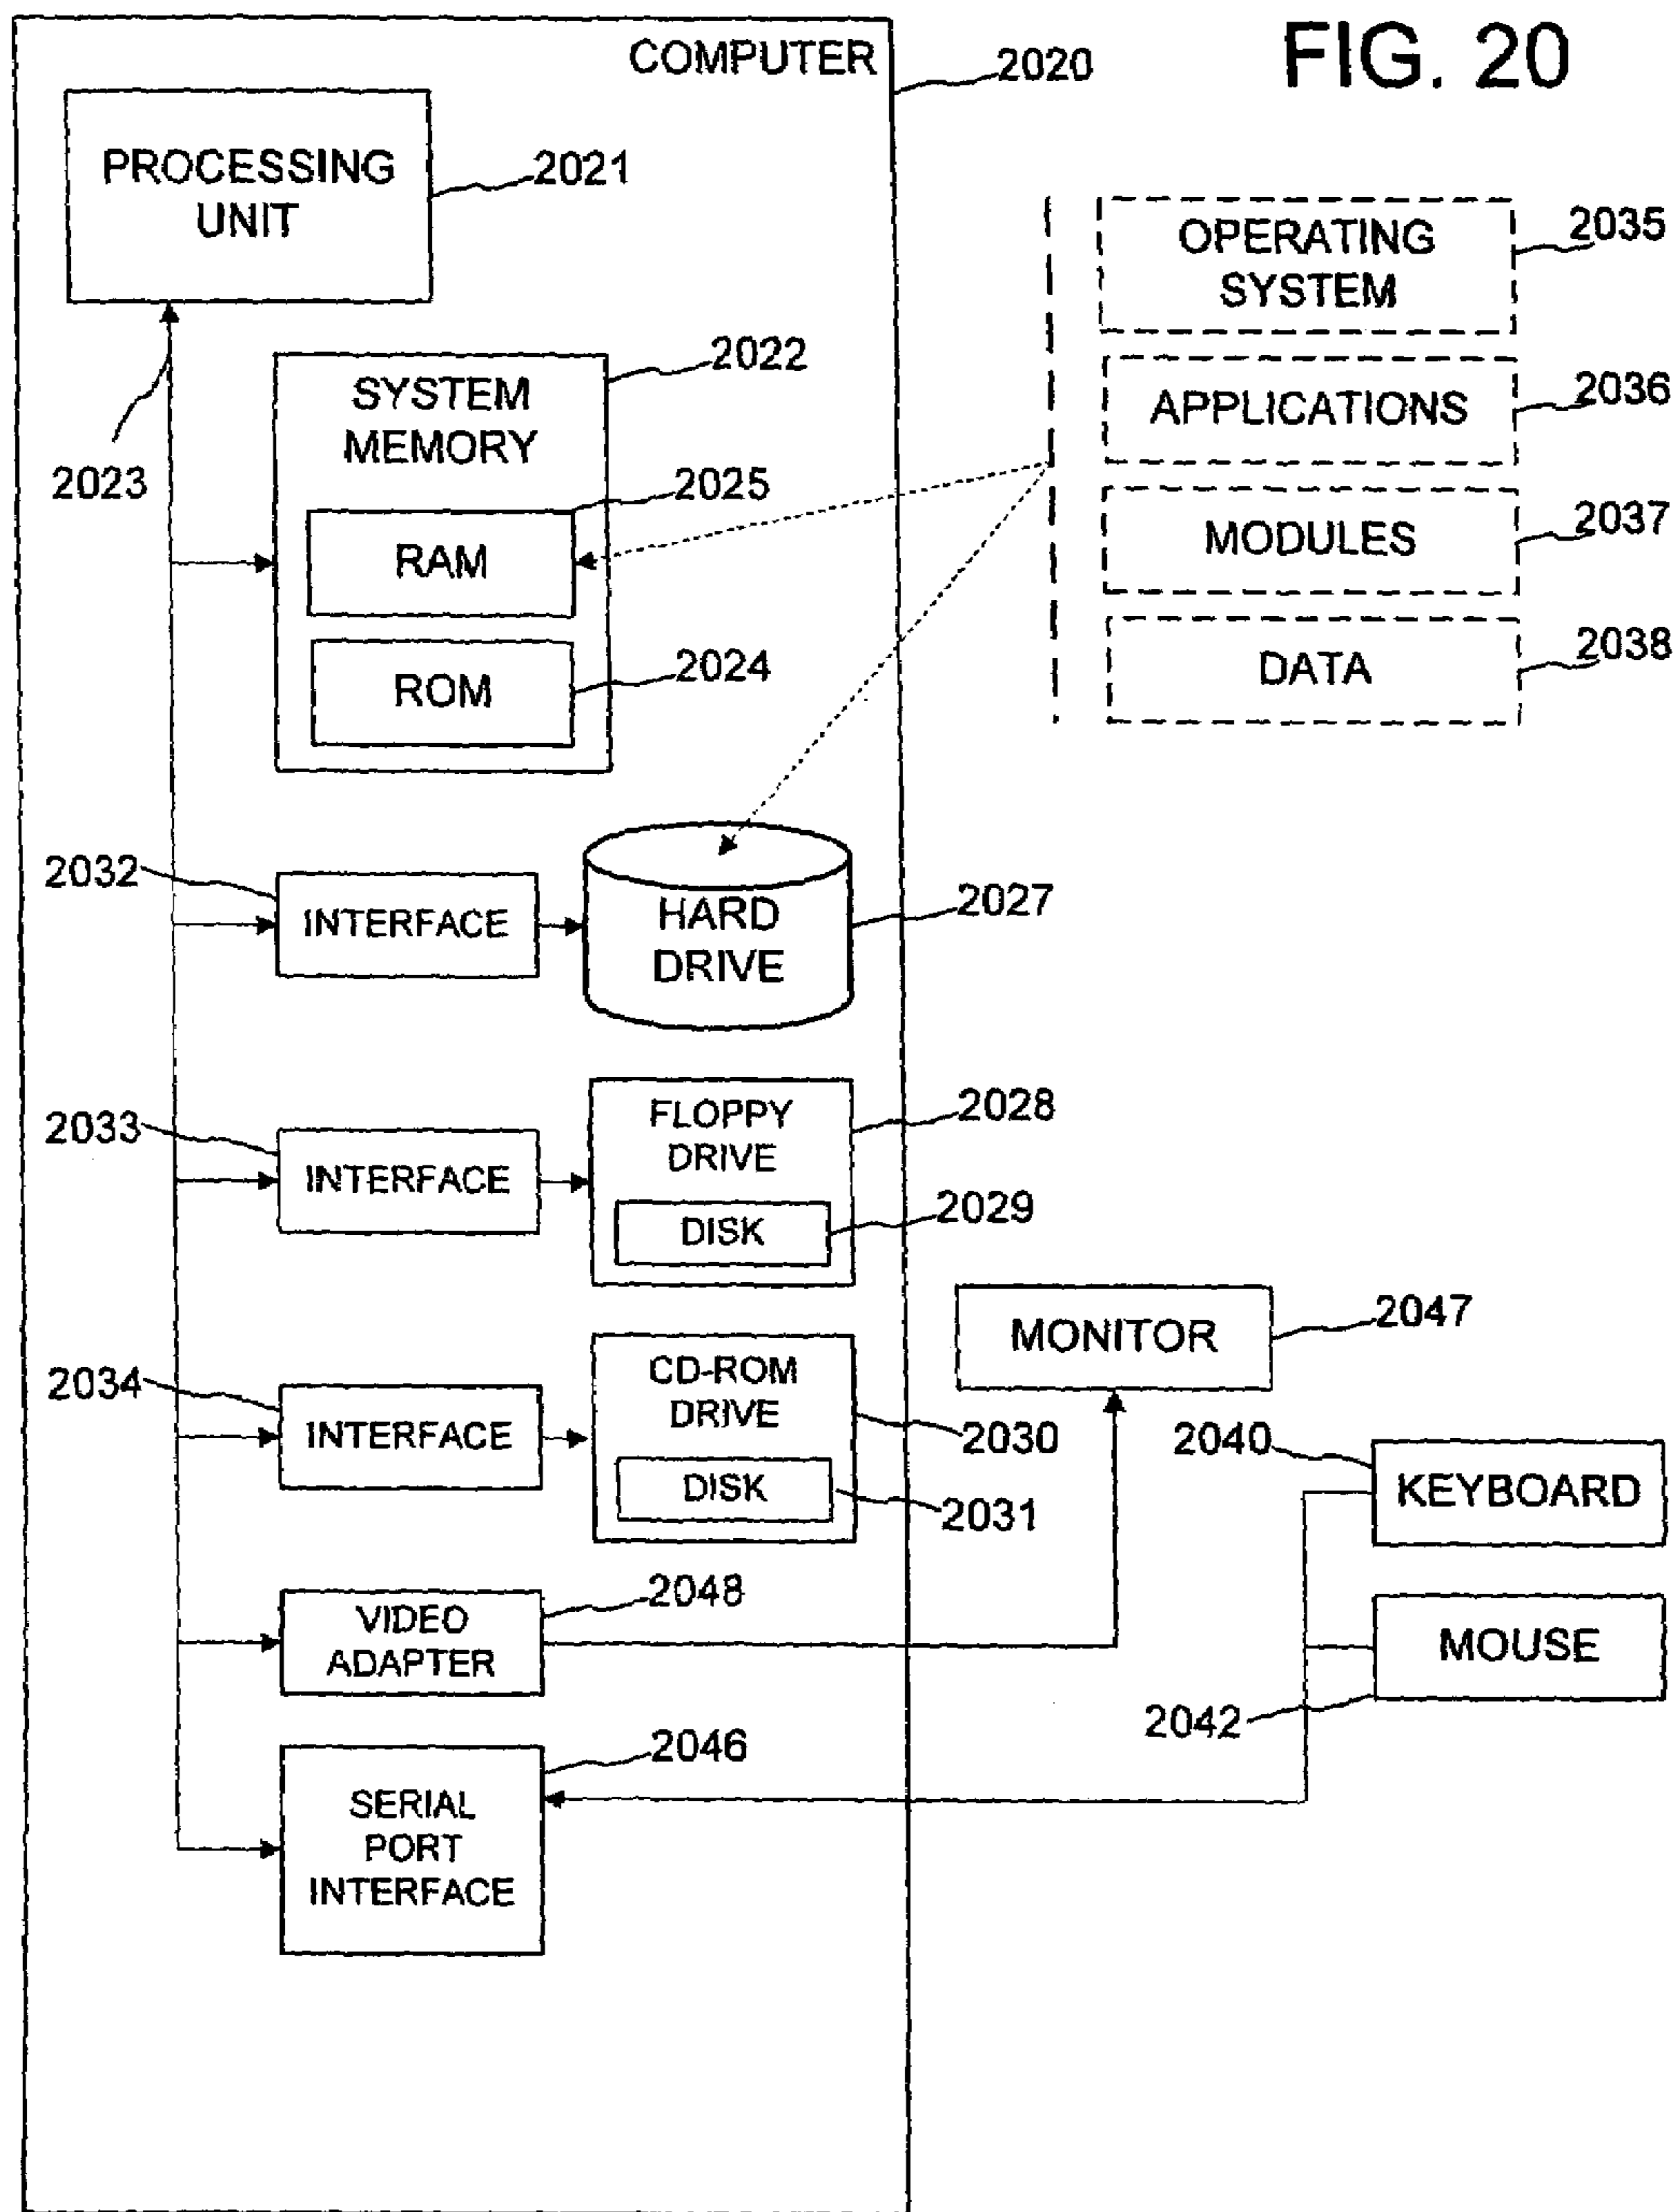 FIG. 20
COMPUTER
2020
PROCESSING
UNIT
2021
2023
SYSTEM
MEMORY
2022
RAM
2025
ROM
2024
OPERATING
SYSTEM
2035
APPLICATIONS
2036
MODULES
2037
DATA
2038
2032
INTERFACE
HARD
DRIVE
2027
2033
INTERFACE
FLOPPY
DRIVE
2028
DISK
2029
2034
INTERFACE
CD-ROM
DRIVE
2030
DISK
2031
MONITOR
2047
2040
KEYBOARD
MOUSE
2042
VIDEO
ADAPTER
2048
SERIAL
PORT
INTERFACE
2046